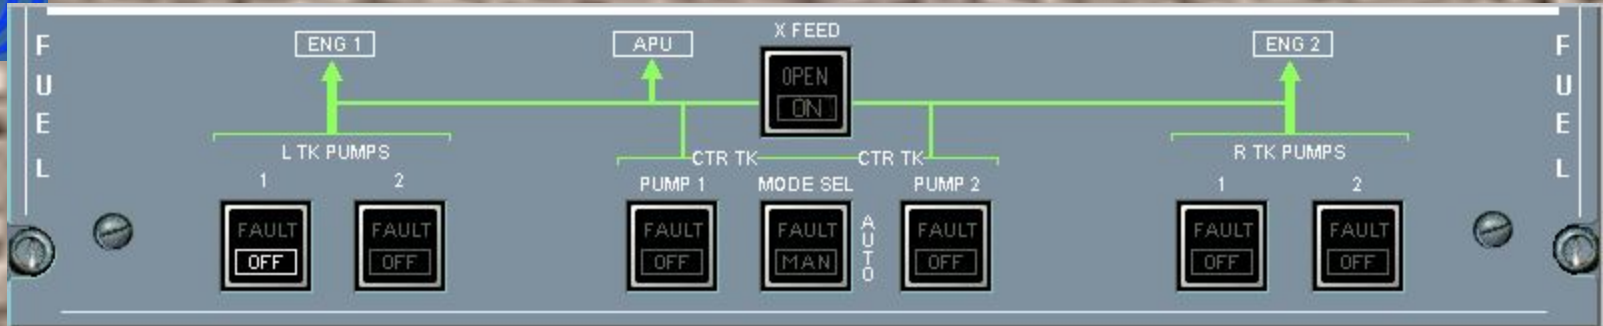 FUEL
FUEL
X FEED
ENG 1
APU
ENG 2
OPEN
ON
L TK PUMPS
CTR TK
CTR TK
R TK PUMPS
1
2
PUMP 1
MODE SEL
PUMP 2
1
2
FAULT
OFF
FAULT
OFF
FAULT
OFF
FAULT
MAN
AUTO
FAULT
OFF
FAULT
OFF
FAULT
OFF